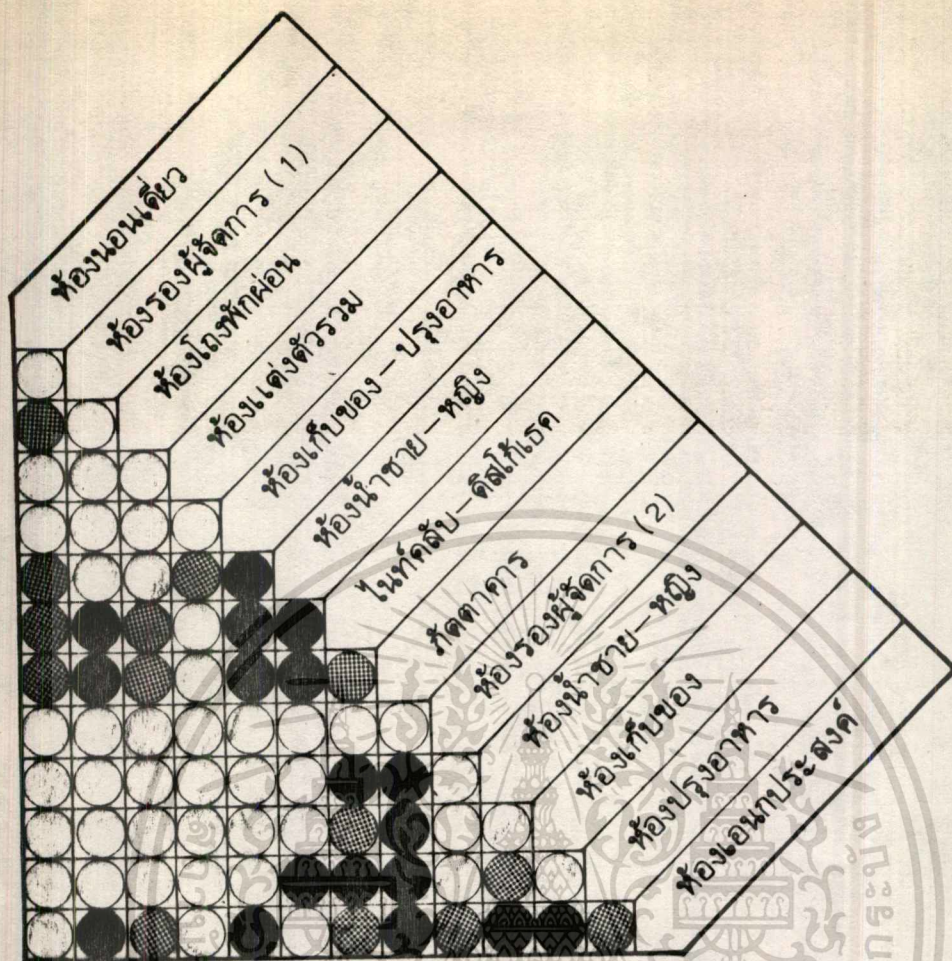 ห้องนอนเดี่ยว
ห้องรองผู้จัดการ (1)
ห้องโถงพักผ่อน
ห้องแต่งตัวรวม
ห้องเก็บของ – ปรุงอาหาร
ห้องน้ำชาย – หญิง
ไนท์คลับ – ดิสโก้เธค
ภัตตาคาร
ห้องรองผู้จัดการ (2)
ห้องน้ำชาย – หญิง
ห้องเก็บของ
ห้องปรุงอาหาร
ห้องเอนกประสงค์